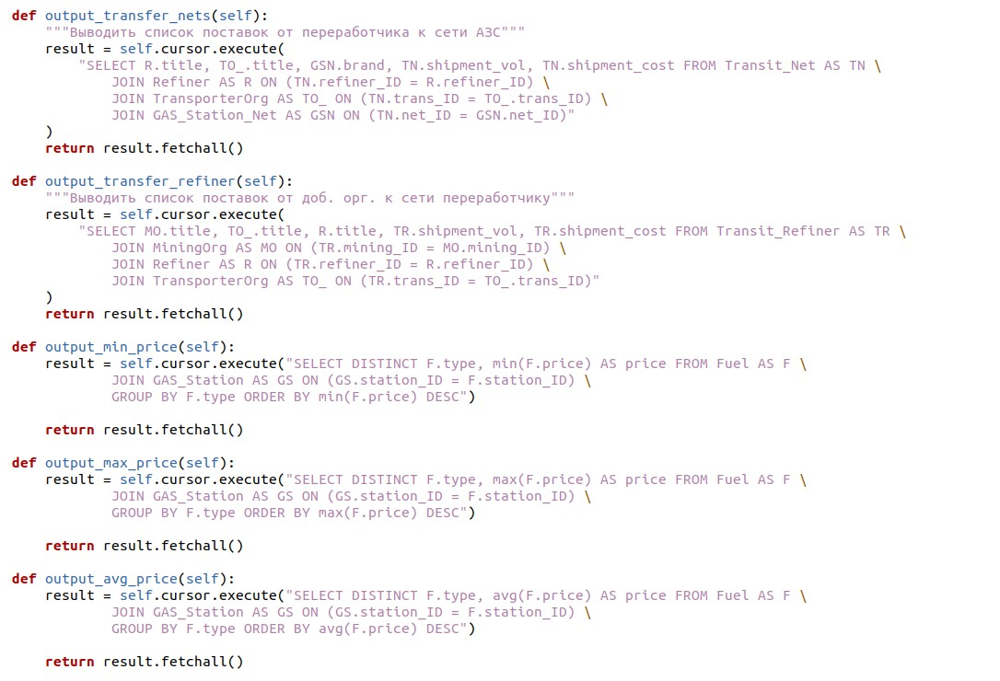 def output_transfer_nets(self):
    """Выводить список поставок от переработчика к сети АЗС"""
    result = self.cursor.execute(
        "SELECT R.title, TO_.title, GSN.brand, TN.shipment_vol, TN.shipment_cost FROM Transit_Net AS TN \
            JOIN Refiner AS R ON (TN.refiner_ID = R.refiner_ID) \
            JOIN TransporterOrg AS TO_ ON (TN.trans_ID = TO_.trans_ID) \
            JOIN GAS_Station_Net AS GSN ON (TN.net_ID = GSN.net_ID)"
    )
    return result.fetchall()

def output_transfer_refiner(self):
    """Выводить список поставок от доб. орг. к сети переработчику"""
    result = self.cursor.execute(
        "SELECT MO.title, TO_.title, R.title, TR.shipment_vol, TR.shipment_cost FROM Transit_Refiner AS TR \
            JOIN MiningOrg AS MO ON (TR.mining_ID = MO.mining_ID) \
            JOIN Refiner AS R ON (TR.refiner_ID = R.refiner_ID) \
            JOIN TransporterOrg AS TO_ ON (TR.trans_ID = TO_.trans_ID)"
    )
    return result.fetchall()

def output_min_price(self):
    result = self.cursor.execute("SELECT DISTINCT F.type, min(F.price) AS price FROM Fuel AS F \
            JOIN GAS_Station AS GS ON (GS.station_ID = F.station_ID) \
            GROUP BY F.type ORDER BY min(F.price) DESC")

    return result.fetchall()

def output_max_price(self):
    result = self.cursor.execute("SELECT DISTINCT F.type, max(F.price) AS price FROM Fuel AS F \
            JOIN GAS_Station AS GS ON (GS.station_ID = F.station_ID) \
            GROUP BY F.type ORDER BY max(F.price) DESC")

    return result.fetchall()

def output_avg_price(self):
    result = self.cursor.execute("SELECT DISTINCT F.type, avg(F.price) AS price FROM Fuel AS F \
            JOIN GAS_Station AS GS ON (GS.station_ID = F.station_ID) \
            GROUP BY F.type ORDER BY avg(F.price) DESC")

    return result.fetchall()